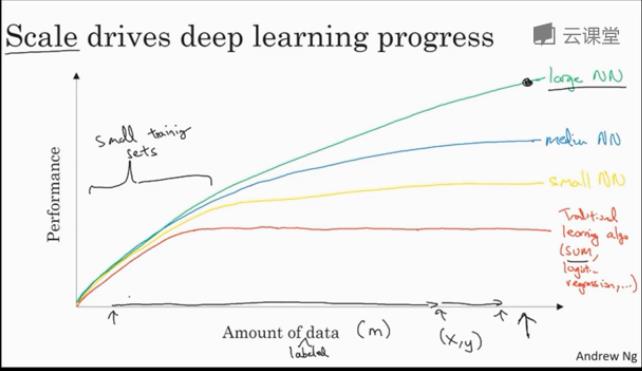 Scale drives deep learning progress
云课堂
large NN
small training
sets
medium NN
small NN
Performance
Traditional
learning algo
(SVM,
logistic
regression,...)
Amount of data (m)
labeled
(x,y)
Andrew Ng